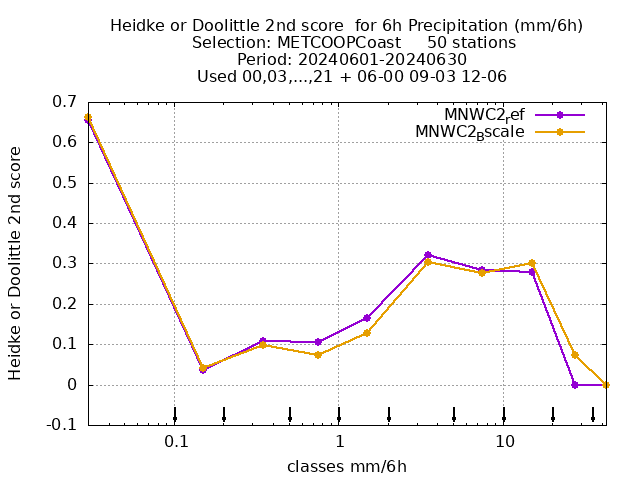 Heidke or Doolittle 2nd score  for 6h Precipitation (mm/6h)
Selection: METCOOPCoast     50 stations
Period: 20240601-20240630
Used 00,03,...,21 + 06-00 09-03 12-06
MNWC2ref
MNWC2Bscale
0.7
0.6
0.5
0.4
0.3
0.2
0.1
0
-0.1
Heidke or Doolittle 2nd score
0.1
1
10
classes mm/6h